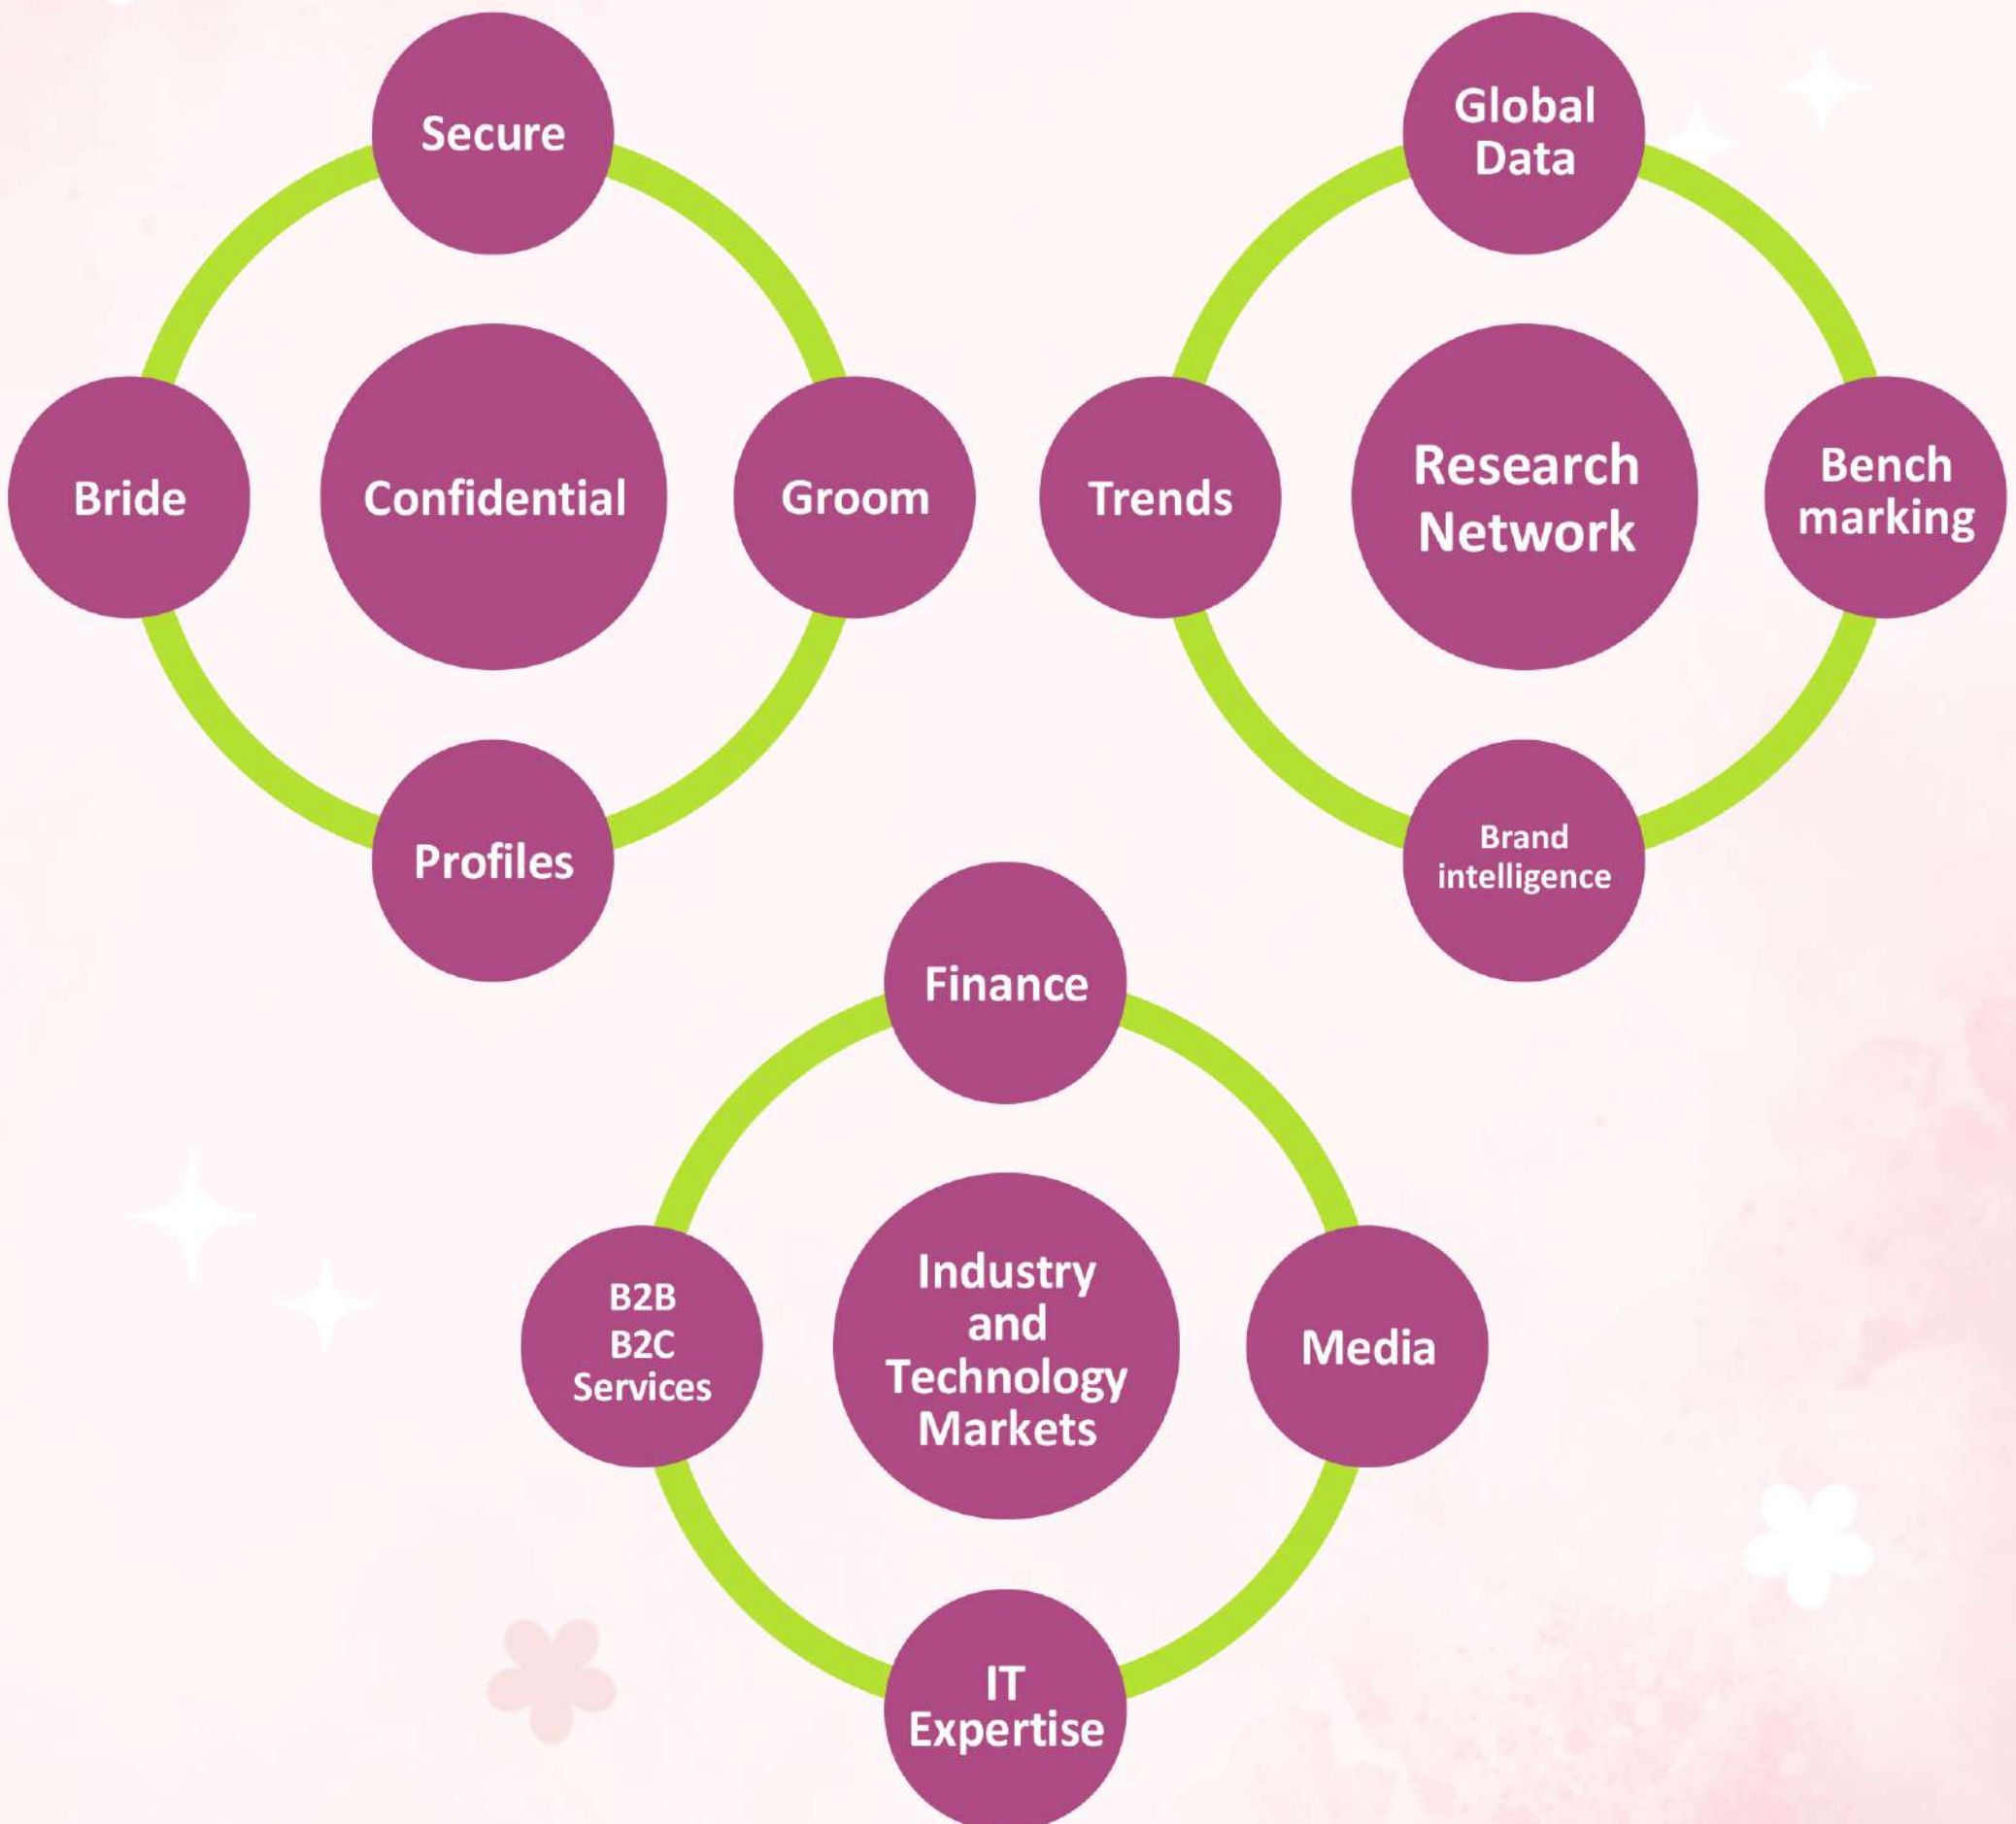 Secure
Bride
Confidential
Groom
Profiles
Global
Data
Trends
Research
Network
Bench
marking
Brand
intelligence
Finance
B2B
B2C
Services
Industry
and
Technology
Markets
Media
IT
Expertise